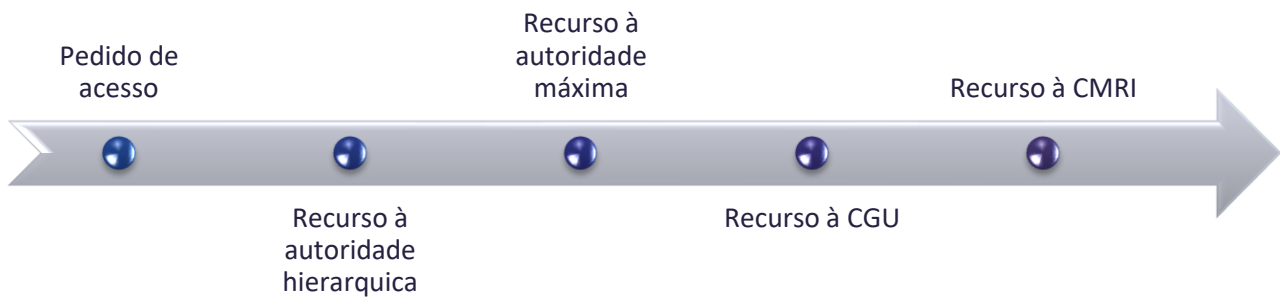 Pedido de
acesso
Recurso à
autoridade
hierarquica
Recurso à
autoridade
máxima
Recurso à CGU
Recurso à CMRI